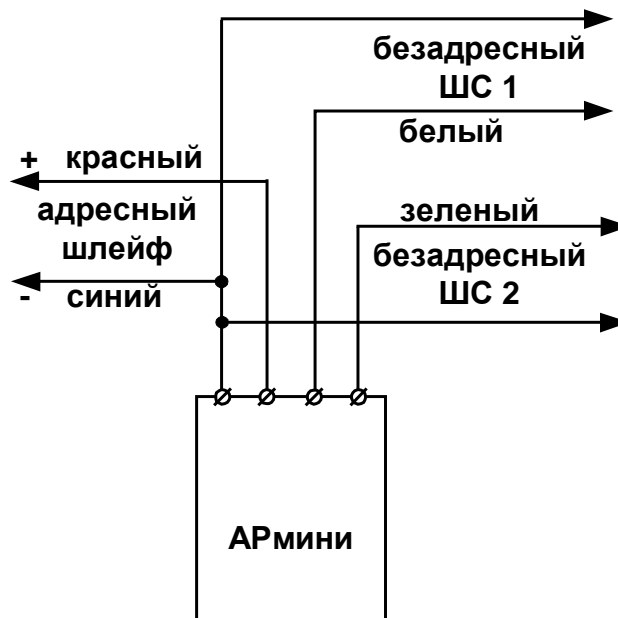 безадресный
ШС 1
белый
+ красный
адресный
шлейф
- синий
зеленый
безадресный
ШС 2
АРмини